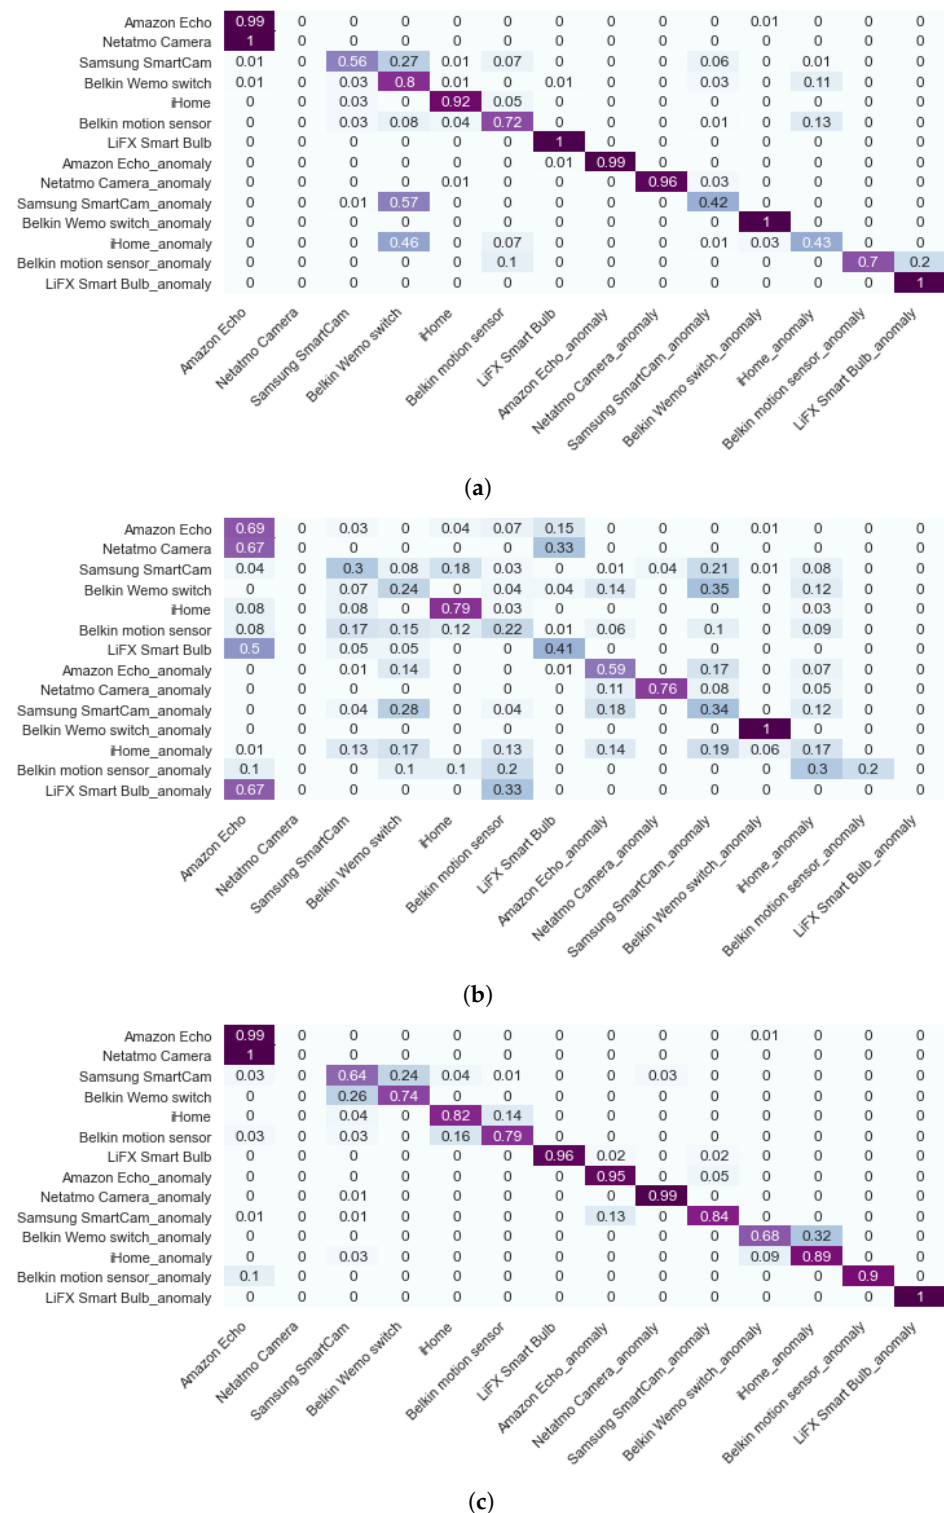 Amazon Echo 0.99 0 0 0 0 0 0 0 0 0 0.01 0 0 0
Netatmo Camera 1 0 0 0 0 0 0 0 0 0 0 0 0 0
Samsung SmartCam 0.01 0 0.56 0.27 0.01 0.07 0 0 0 0.06 0 0.01 0 0
Belkin Wemo switch 0.01 0 0.03 0.8 0.01 0 0.01 0 0 0.03 0 0.11 0 0
iHome 0 0 0.03 0 0.92 0.05 0 0 0 0 0 0 0 0
Belkin motion sensor 0 0 0.03 0.08 0.04 0.72 0 0 0 0.01 0 0.13 0 0
LiFX Smart Bulb 0 0 0 0 0 0 1 0 0 0 0 0 0 0
Amazon Echo_anomaly 0 0 0 0 0 0 0.01 0.99 0 0 0 0 0 0
Netatmo Camera_anomaly 0 0 0 0 0.01 0 0 0 0.96 0.03 0 0 0 0
Samsung SmartCam_anomaly 0 0 0.01 0.57 0 0 0 0 0 0.42 0 0 0 0
Belkin Wemo switch_anomaly 0 0 0 0 0 0 0 0 0 0 1 0 0 0
iHome_anomaly 0 0 0 0.46 0 0.07 0 0 0 0.01 0.03 0.43 0 0
Belkin motion sensor_anomaly 0 0 0 0 0 0.1 0 0 0 0 0 0 0.7 0.2
LiFX Smart Bulb_anomaly 0 0 0 0 0 0 0 0 0 0 0 0 0 1
Amazon Echo
Netatmo Camera
Samsung SmartCam
Belkin Wemo switch
iHome
Belkin motion sensor
LiFX Smart Bulb
Amazon Echo_anomaly
Netatmo Camera_anomaly
Samsung SmartCam_anomaly
Belkin Wemo switch_anomaly
iHome_anomaly
Belkin motion sensor_anomaly
LiFX Smart Bulb_anomaly
(a)
Amazon Echo 0.69 0 0.03 0 0.04 0.07 0.15 0 0 0 0.01 0 0 0
Netatmo Camera 0.67 0 0 0 0 0 0.33 0 0 0 0 0 0 0
Samsung SmartCam 0.04 0 0.3 0.08 0.18 0.03 0 0.01 0.04 0.21 0.01 0.08 0 0
Belkin Wemo switch 0 0 0.07 0.24 0 0.04 0.04 0.14 0 0.35 0 0.12 0 0
iHome 0.08 0 0.08 0 0.79 0.03 0 0 0 0 0 0.03 0 0
Belkin motion sensor 0.08 0 0.17 0.15 0.12 0.22 0.01 0.06 0 0.1 0 0.09 0 0
LiFX Smart Bulb 0.5 0 0.05 0.05 0 0 0.41 0 0 0 0 0 0 0
Amazon Echo_anomaly 0 0 0.01 0.14 0 0 0.01 0.59 0 0.17 0 0.07 0 0
Netatmo Camera_anomaly 0 0 0 0 0 0 0 0.11 0.76 0.08 0 0.05 0 0
Samsung SmartCam_anomaly 0 0 0.04 0.28 0 0.04 0 0.18 0 0.34 0 0.12 0 0
Belkin Wemo switch_anomaly 0 0 0 0 0 0 0 0 0 0 1 0 0 0
iHome_anomaly 0.01 0 0.13 0.17 0 0.13 0 0.14 0 0.19 0.06 0.17 0 0
Belkin motion sensor_anomaly 0.1 0 0 0.1 0.1 0.2 0 0 0 0 0 0.3 0.2 0
LiFX Smart Bulb_anomaly 0.67 0 0 0 0 0.33 0 0 0 0 0 0 0 0
Amazon Echo
Netatmo Camera
Samsung SmartCam
Belkin Wemo switch
iHome
Belkin motion sensor
LiFX Smart Bulb
Amazon Echo_anomaly
Netatmo Camera_anomaly
Samsung SmartCam_anomaly
Belkin Wemo switch_anomaly
iHome_anomaly
Belkin motion sensor_anomaly
LiFX Smart Bulb_anomaly
(b)
Amazon Echo 0.99 0 0 0 0 0 0 0 0 0 0.01 0 0 0
Netatmo Camera 1 0 0 0 0 0 0 0 0 0 0 0 0 0
Samsung SmartCam 0.03 0 0.64 0.24 0.04 0.01 0 0 0.03 0 0 0 0 0
Belkin Wemo switch 0 0 0.26 0.74 0 0 0 0 0 0 0 0 0 0
iHome 0 0 0.04 0 0.82 0.14 0 0 0 0 0 0 0 0
Belkin motion sensor 0.03 0 0.03 0 0.16 0.79 0 0 0 0 0 0 0 0
LiFX Smart Bulb 0 0 0 0 0 0 0.96 0.02 0 0.02 0 0 0 0
Amazon Echo_anomaly 0 0 0 0 0 0 0 0.95 0 0.05 0 0 0 0
Netatmo Camera_anomaly 0 0 0.01 0 0 0 0 0 0.99 0 0 0 0 0
Samsung SmartCam_anomaly 0.01 0 0.01 0 0 0 0 0.13 0 0.84 0 0 0 0
Belkin Wemo switch_anomaly 0 0 0 0 0 0 0 0 0 0 0.68 0.32 0 0
iHome_anomaly 0 0 0.03 0 0 0 0 0 0 0 0.09 0.89 0 0
Belkin motion sensor_anomaly 0.1 0 0 0 0 0 0 0 0 0 0 0 0.9 0
LiFX Smart Bulb_anomaly 0 0 0 0 0 0 0 0 0 0 0 0 0 1
Amazon Echo
Netatmo Camera
Samsung SmartCam
Belkin Wemo switch
iHome
Belkin motion sensor
LiFX Smart Bulb
Amazon Echo_anomaly
Netatmo Camera_anomaly
Samsung SmartCam_anomaly
Belkin Wemo switch_anomaly
iHome_anomaly
Belkin motion sensor_anomaly
LiFX Smart Bulb_anomaly
(c)